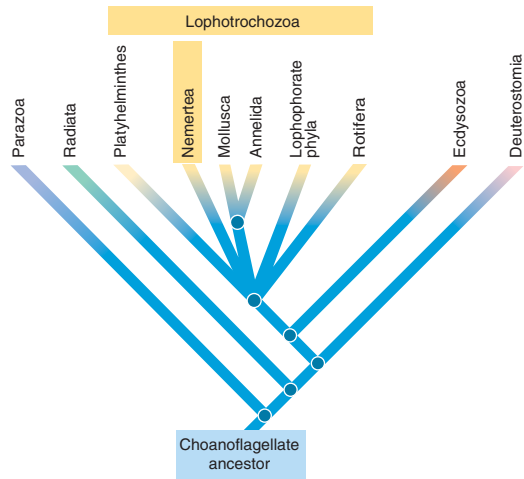 Lophotrochozoa
Parazoa
Radiata
Platyhelminthes
Nemertea
Mollusca
Annelida
Lophophorate
phyla
Rotifera
Ecdysozoa
Deuterostomia
Choanoflagellate
ancestor